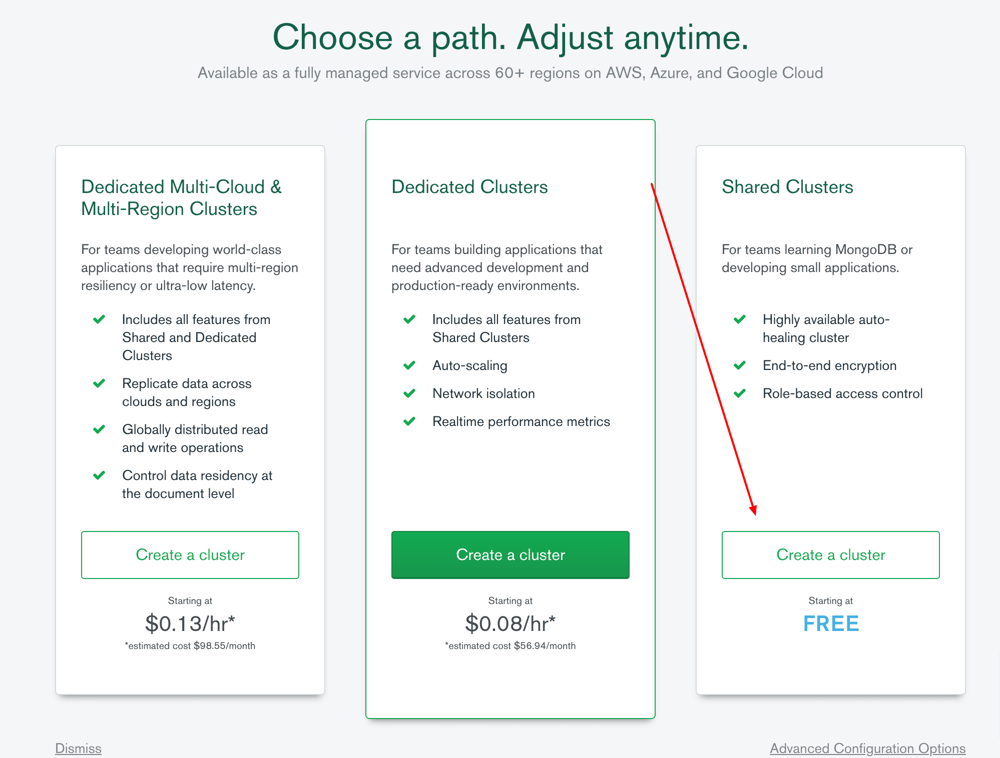 Choose a path. Adjust anytime.
Available as a fully managed service across 60+ regions on AWS, Azure, and Google Cloud
Dedicated Multi-Cloud &
Multi-Region Clusters
For teams developing world-class
applications that require multi-region
resiliency or ultra-low latency.
Includes all features from
Shared and Dedicated
Clusters
Replicate data across
clouds and regions
Globally distributed read
and write operations
Control data residency at
the document level
Create a cluster
Starting at
$0.13/hr*
*estimated cost $98.55/month
Dedicated Clusters
For teams building applications that
need advanced development and
production-ready environments.
Includes all features from
Shared Clusters
Auto-scaling
Network isolation
Realtime performance metrics
Create a cluster
Starting at
$0.08/hr*
*estimated cost $56.94/month
Shared Clusters
For teams learning MongoDB or
developing small applications.
Highly available auto-
healing cluster
End-to-end encryption
Role-based access control
Create a cluster
Starting at
FREE
Dismiss
Advanced Configuration Options